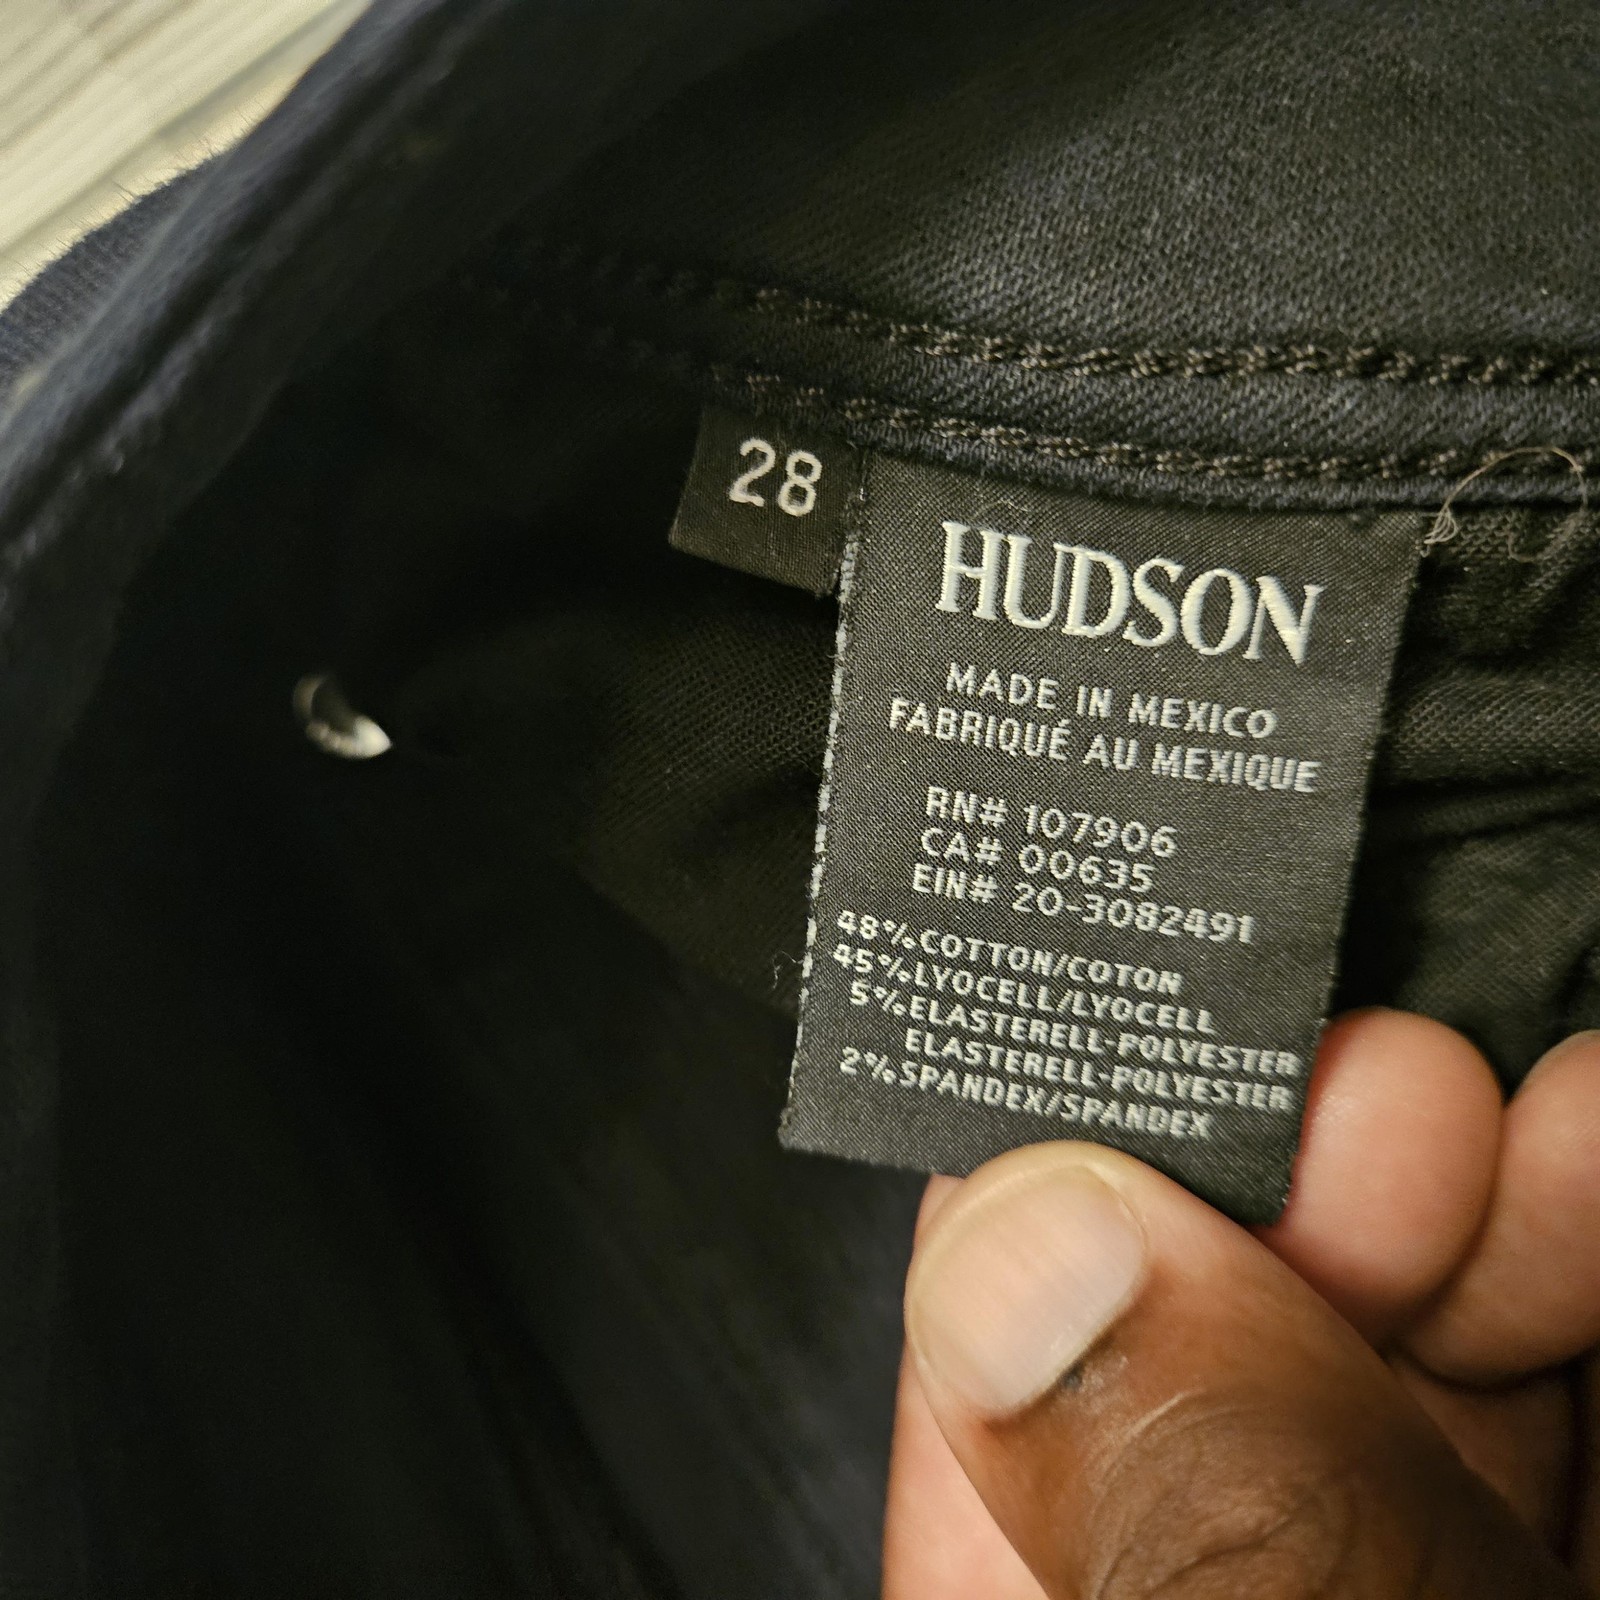 28
HUDSON
MADE IN MEXICO
FABRIQUÉ AU MEXIQUE
RN# 107906
CA# 00635
EIN# 20-3082491
48%COTTON/COTON
45%LYOCELL/LYOCELL
5%ELASTERELL-POLYESTER
ELASTERELL-POLYESTER
2%SPANDEX/SPANDEX